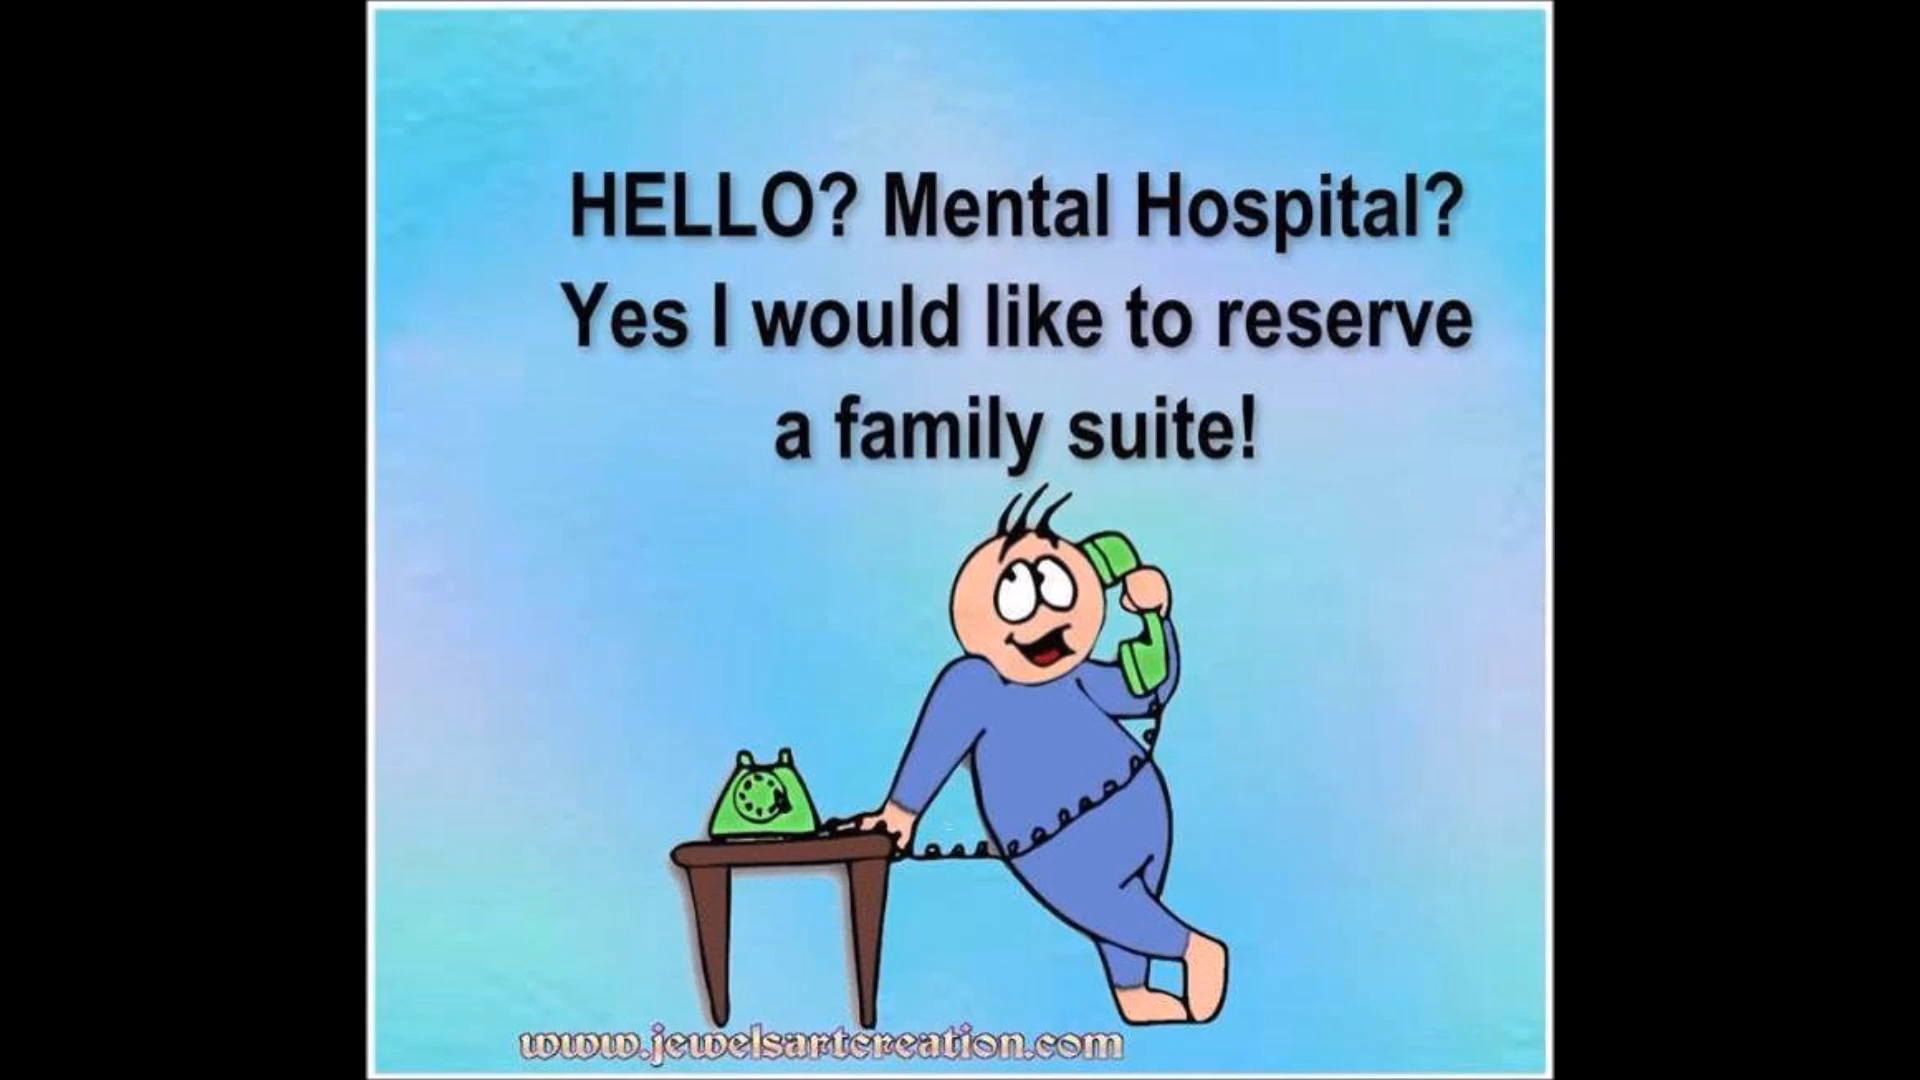 HELLO? Mental Hospital?
Yes I would like to reserve
a family suite!
www.jewelsartcreation.com